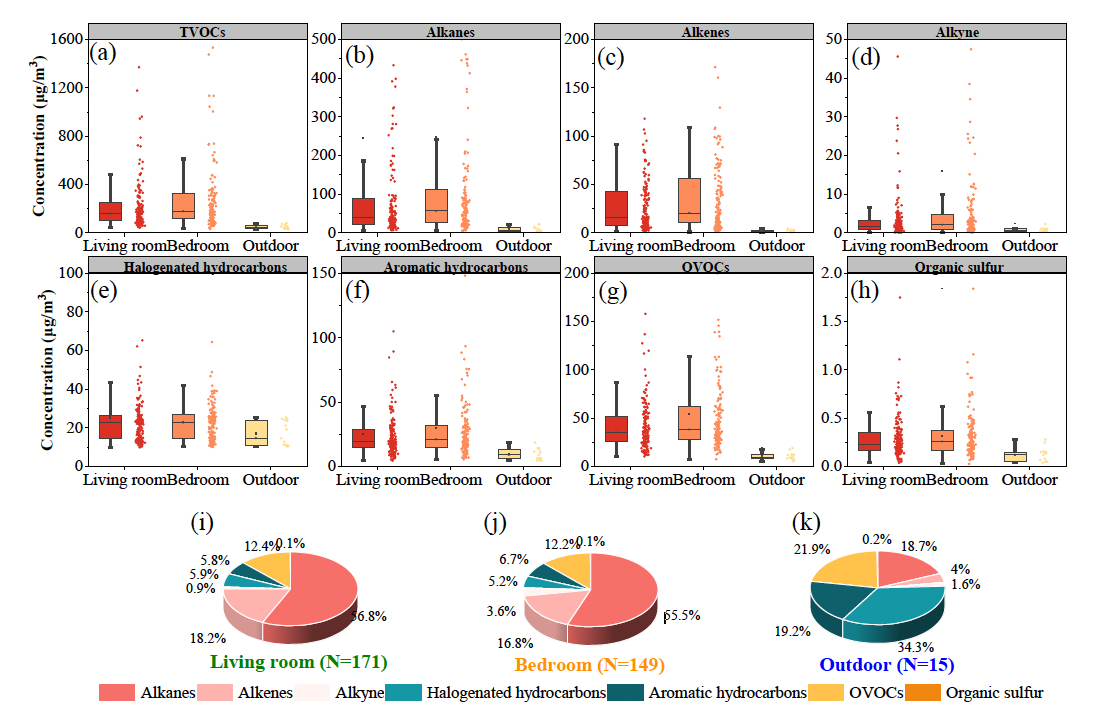 TVOCs
Alkanes
Alkenes
Alkyne
(a)
(b)
(c)
(d)
Concentration (μg/m³)
1600
1200
800
400
0
500
400
300
200
100
0
200
150
100
50
0
50
40
30
20
10
0
Living room Bedroom Outdoor
Living room Bedroom Outdoor
Living room Bedroom Outdoor
Living room Bedroom Outdoor
Halogenated hydrocarbons
Aromatic hydrocarbons
OVOCs
Organic sulfur
(e)
(f)
(g)
(h)
Concentration (μg/m³)
100
80
60
40
20
0
150
100
50
0
200
150
100
50
0
2.0
1.5
1.0
0.5
0.0
Living room Bedroom Outdoor
Living room Bedroom Outdoor
Living room Bedroom Outdoor
Living room Bedroom Outdoor
(i)
12.4%
0.1%
5.8%
5.9%
0.9%
18.2%
56.8%
Living room (N=171)
(j)
12.2%
0.1%
6.7%
5.2%
3.6%
16.8%
55.5%
Bedroom (N=149)
(k)
0.2%
21.9%
18.7%
4%
1.6%
19.2%
34.3%
Outdoor (N=15)
Alkanes Alkenes Alkyne Halogenated hydrocarbons Aromatic hydrocarbons OVOCs Organic sulfur